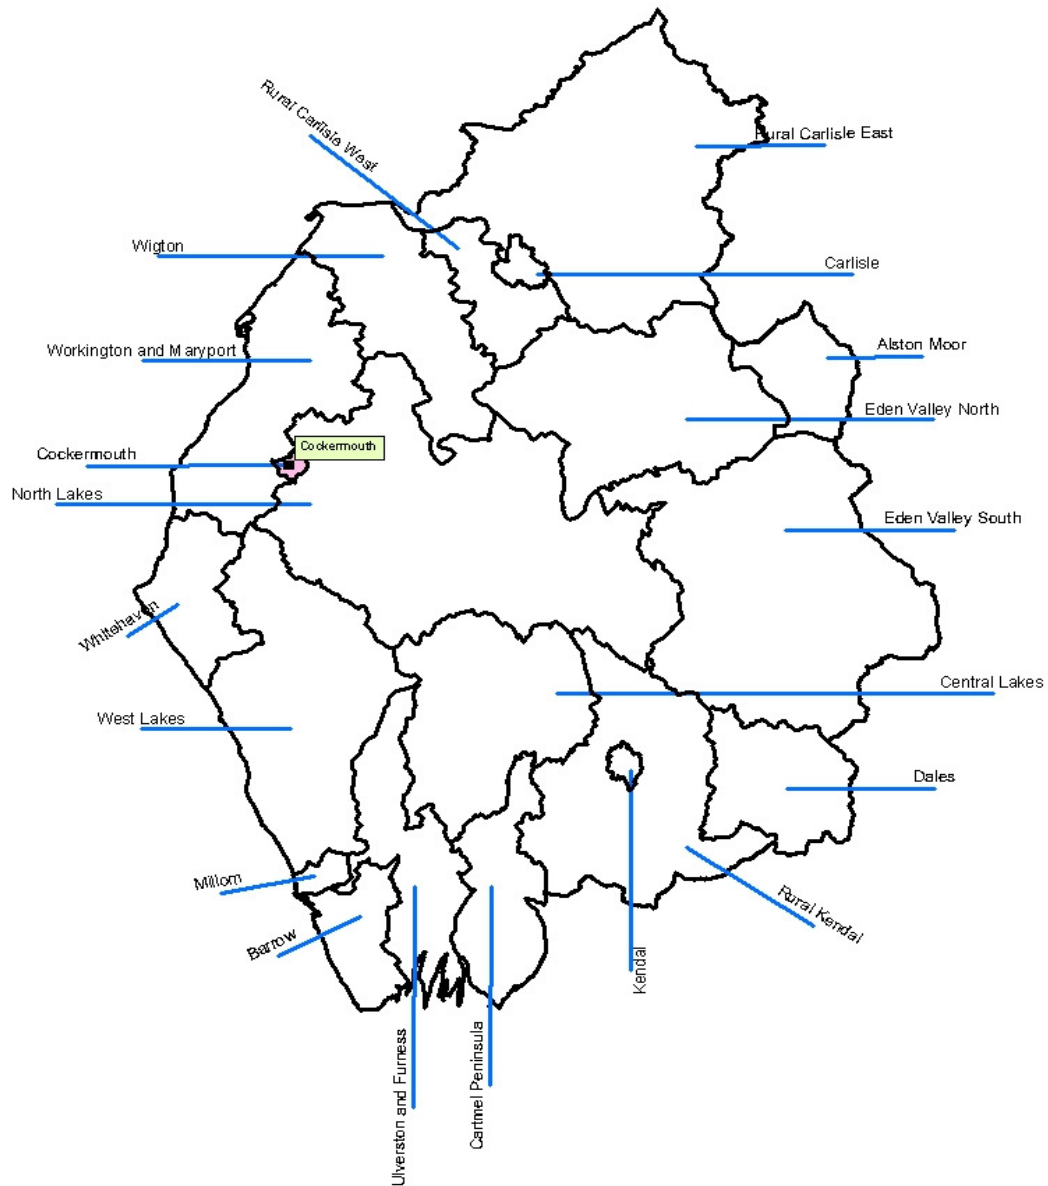 Rural Carlisle West
Rural Carlisle East
Wigton
Carlisle
Workington and Maryport
Alston Moor
Eden Valley North
Cockermouth
Cockermouth
North Lakes
Eden Valley South
Whitehaven
Central Lakes
West Lakes
Dales
Millom
Rural Kendal
Barrow
Kendal
Ulverston and Furness
Cartmel Peninsula